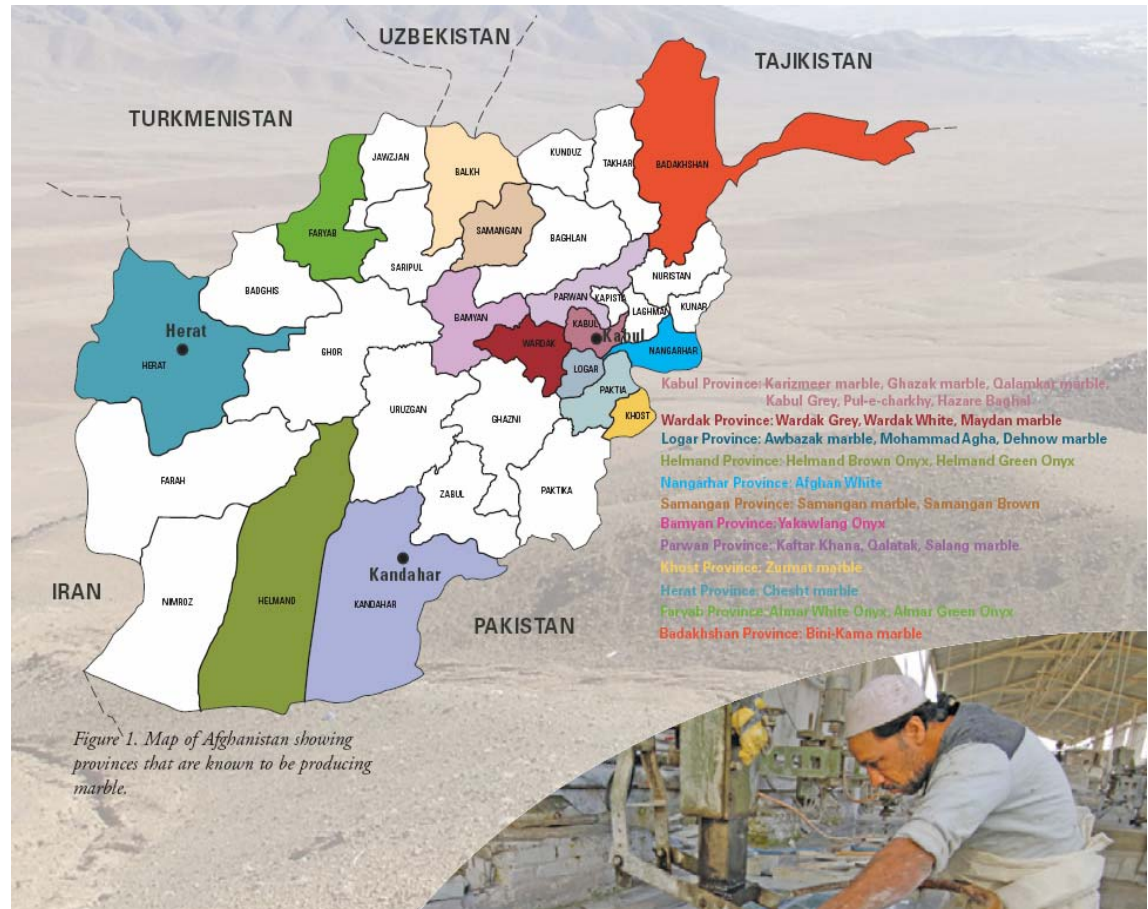 UZBEKISTAN
TAJIKISTAN
TURKMENISTAN
JAWZJAN
BALKH
KUNDUZ
TAKHAR
BADAKHSHAN
FARYAB
SAMANGAN
BAGHLAN
SARIPUL
BADGHIS
NURISTAN
PARWAN
KAPISTA
KUNAR
LAGHMAN
BAMYAN
KABUL
Kabul
Herat
WARDAK
NANGARHAR
HERAT
GHOR
LOGAR
PAKTIA
KHOST
URUZGAN
GHAZNI
FARAH
ZABUL
PAKTIKA
Kandahar
IRAN
NIMROZ
HELMAND
KANDAHAR
PAKISTAN
Kabul Province: Karizmeer marble, Ghazak marble, Qalamkar marble,
Kabul Grey, Pul-e-charkhy, Hazare Baghal
Wardak Province: Wardak Grey, Wardak White, Maydan marble
Logar Province: Awbazak marble, Mohammad Agha, Dehnow marble
Helmand Province: Helmand Brown Onyx, Helmand Green Onyx
Nangarhar Province: Afghan White
Samangan Province: Samangan marble, Samangan Brown
Bamyan Province: Yakawlang Onyx
Parwan Province: Kaftar Khana, Qalatak, Salang marble
Khost Province: Zurmat marble
Herat Province: Chesht marble
Faryab Province: Almar White Onyx, Almar Green Onyx
Badakhshan Province: Bini-Kama marble
Figure 1. Map of Afghanistan showing
provinces that are known to be producing
marble.